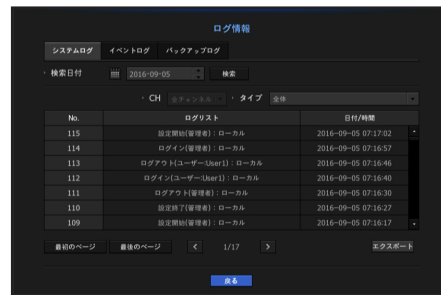 ログ情報
システムログ イベントログ バックアップログ
・検索日付 2016-09-05 検索
・CH 全チャンネル ・タイプ 全体
No. ログリスト 日付/時間
115 設定開始(管理者) : ローカル 2016-09-05 07:17:02
114 ログイン(管理者) : ローカル 2016-09-05 07:16:57
113 ログアウト(ユーザー:User1) : ローカル 2016-09-05 07:16:46
112 ログイン(ユーザー:User1) : ローカル 2016-09-05 07:16:40
111 ログアウト(管理者) : ローカル 2016-09-05 07:16:30
110 設定終了(管理者) : ローカル 2016-09-05 07:16:27
109 設定開始(管理者) : ローカル 2016-09-05 07:16:17
最初のページ 最後のページ < 1/17 > エクスポート
戻る